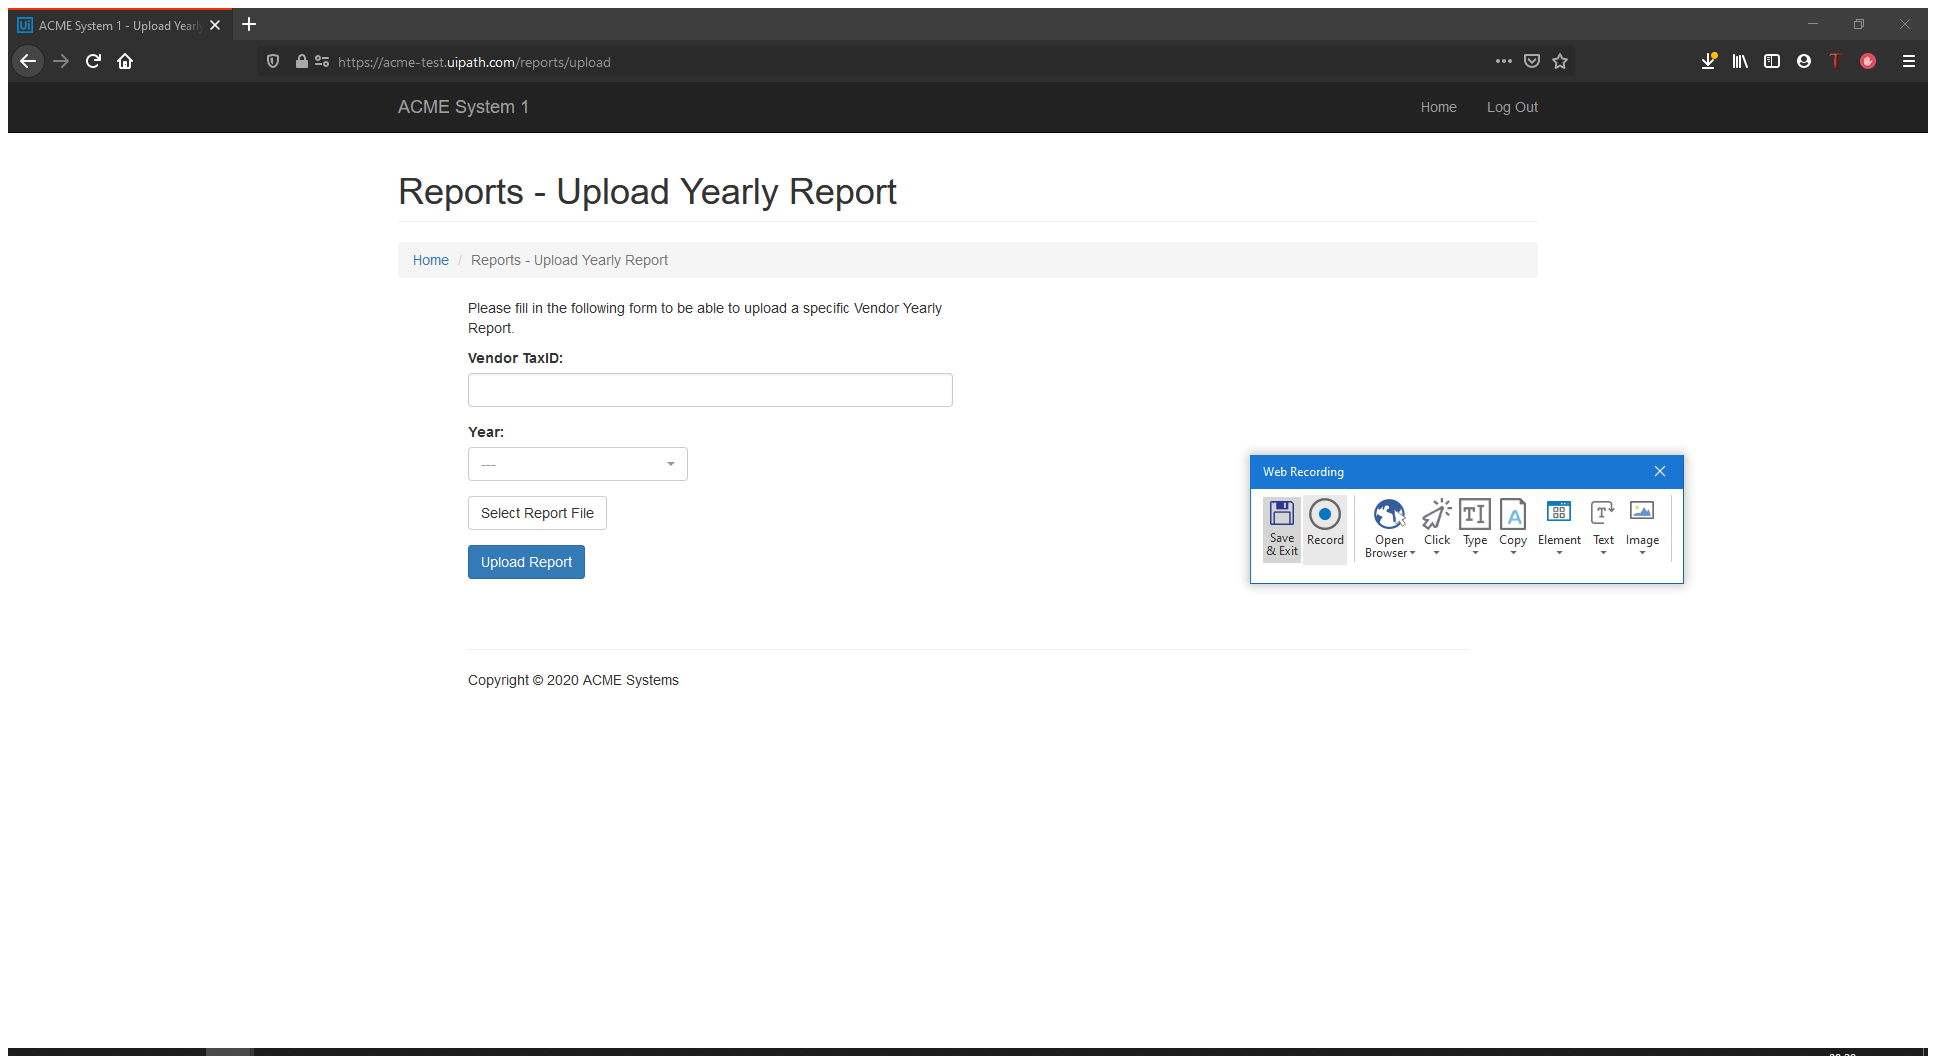 ACME System 1 - Upload Yearly
https://acme-test.uipath.com/reports/upload
ACME System 1
Home
Log Out
Reports - Upload Yearly Report
Home / Reports - Upload Yearly Report
Please fill in the following form to be able to upload a specific Vendor Yearly
Report.
Vendor TaxID:
Year:
---
Select Report File
Upload Report
Web Recording
Save
& Exit
Record
Open
Browser
Click
Type
Copy
Element
Text
Image
Copyright © 2020 ACME Systems